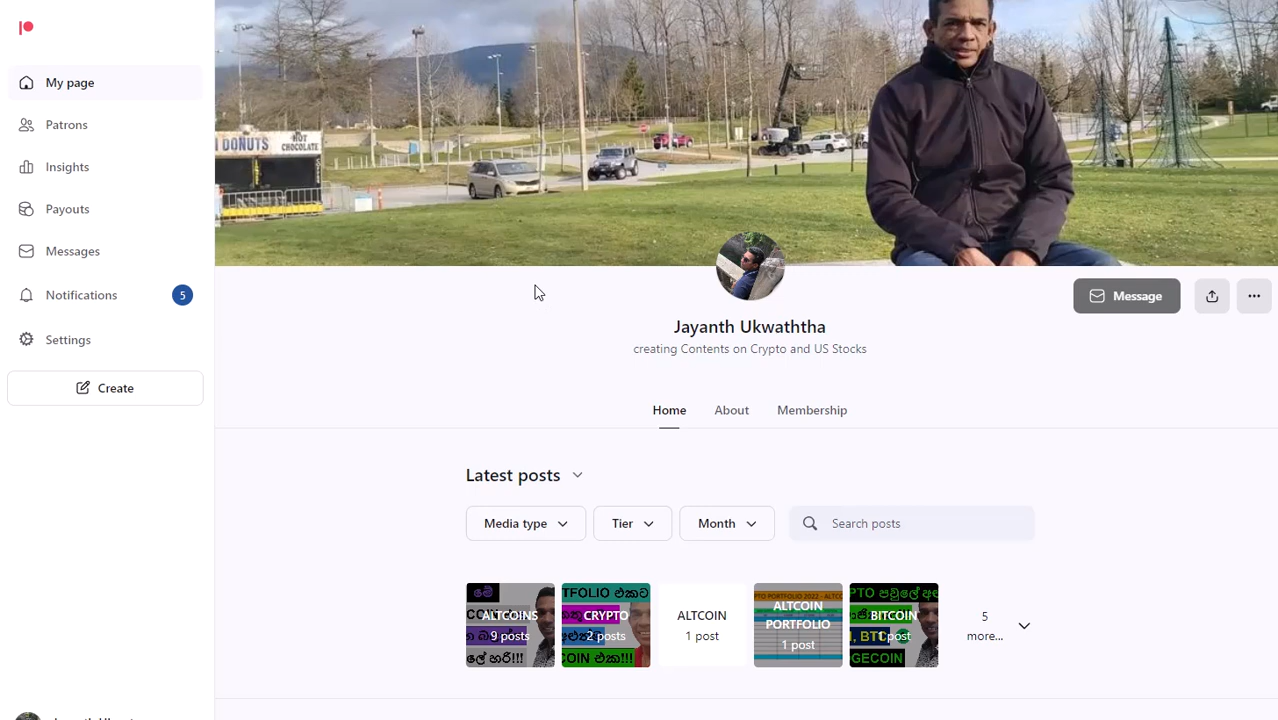 My page
Patrons
Insights
Payouts
Messages
Notifications
5
Settings
Create
DONUTS
HOT
CHOCOLATE
Message
Jayanth Ukwaththa
creating Contents on Crypto and US Stocks
Home
About
Membership
Latest posts
Media type
Tier
Month
Search posts
ALTCOINS
9 posts
CRYPTO
2 posts
ALTCOIN
1 post
ALTCOIN
PORTFOLIO
1 post
BITCOIN
1 post
5
more...